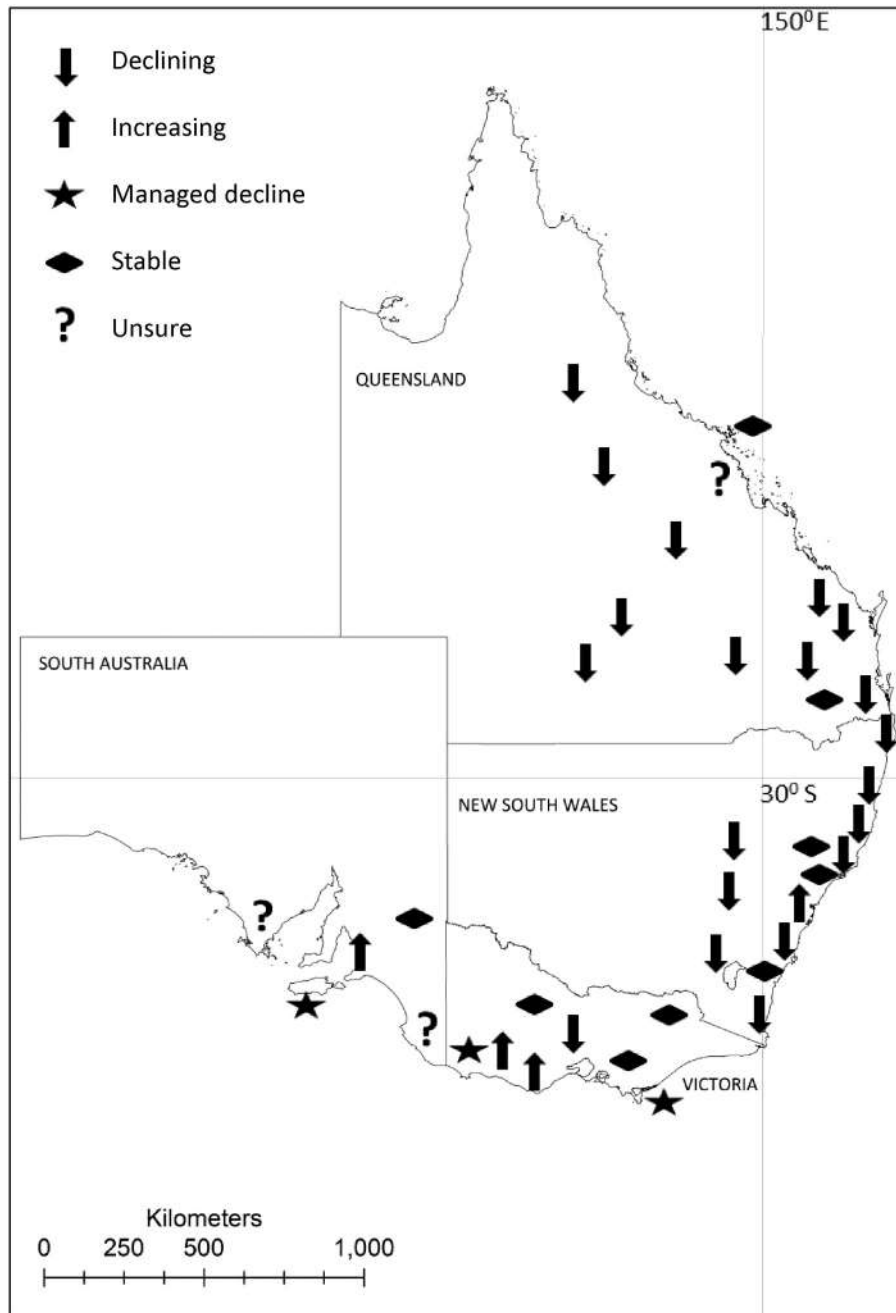 150⁰E
Declining
Increasing
Managed decline
Stable
? Unsure
QUEENSLAND
?
SOUTH AUSTRALIA
30⁰ S
NEW SOUTH WALES
?
?
VICTORIA
Kilometers
0 250 500 1,000